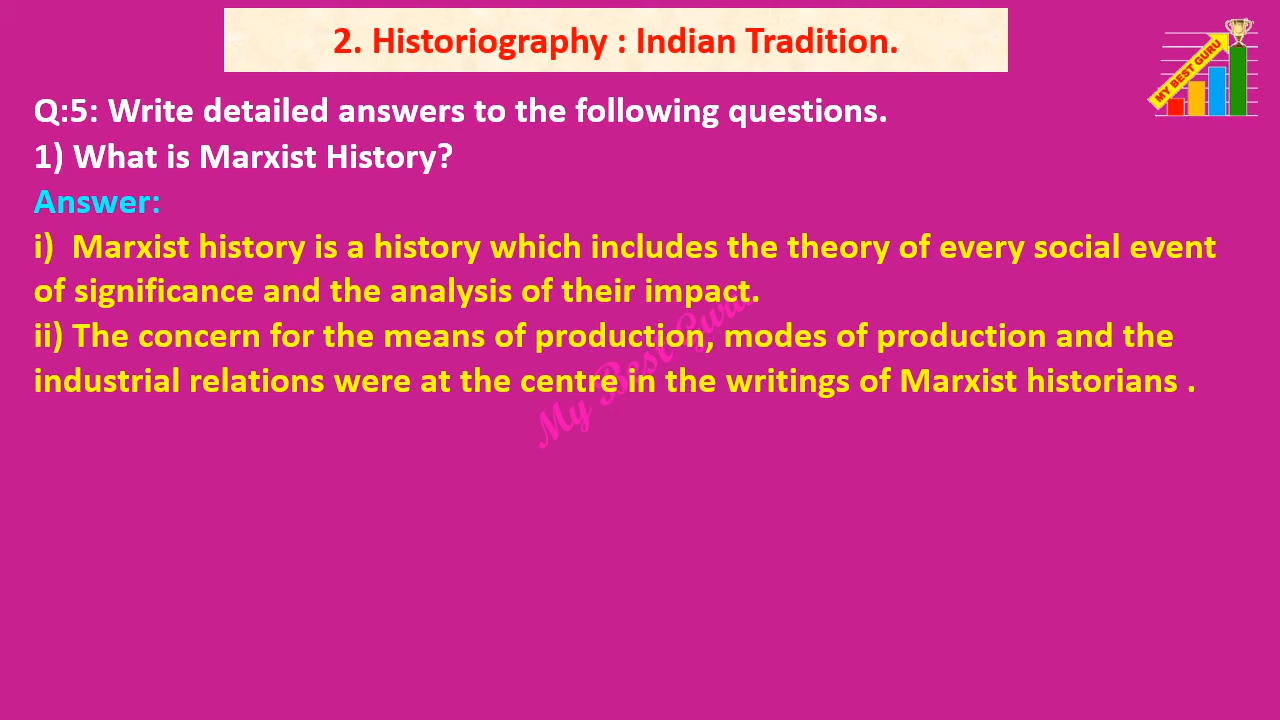 2. Historiography : Indian Tradition.
MY BEST GURU
Q:5: Write detailed answers to the following questions.
1) What is Marxist History?
Answer:
i) Marxist history is a history which includes the theory of every social event
of significance and the analysis of their impact.
ii) The concern for the means of production, modes of production and the
industrial relations were at the centre in the writings of Marxist historians .
My Best Guru